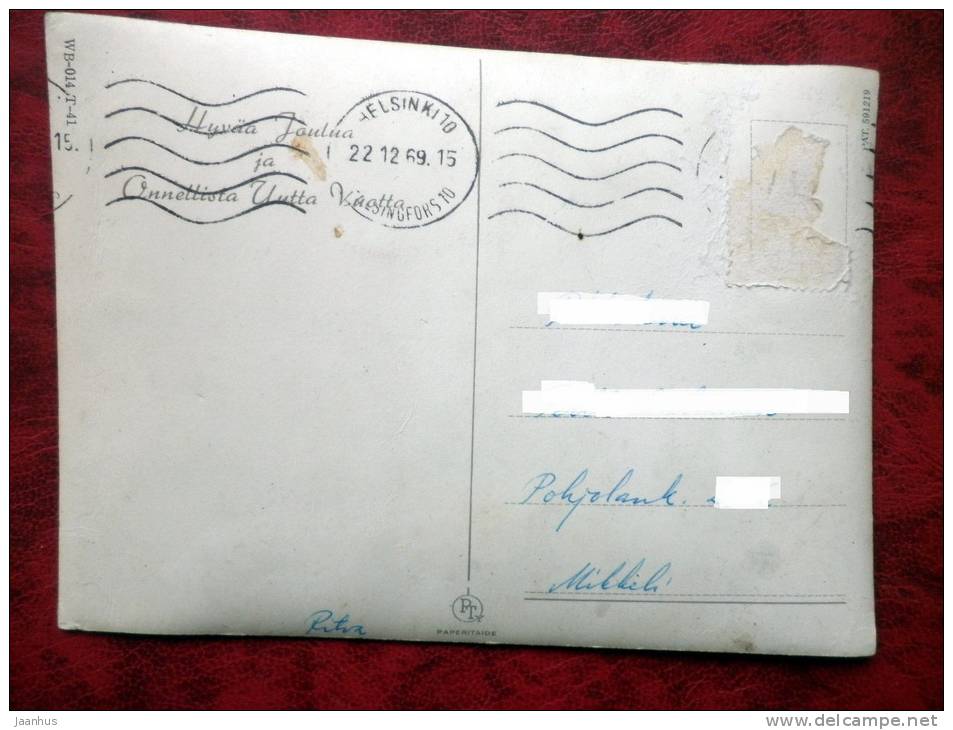 WB-014, T-41
15.
Hyvää Joulua
ja
Onnellista Uutta Vuotta
HELSINKI 10
22 12 69. 15
HELSINGFORS 10
PAT. 591219
Pohjolank.
Mikkeli
Ritva
PT
PAPERITAIDE
jaanhus
www.delcampe.net